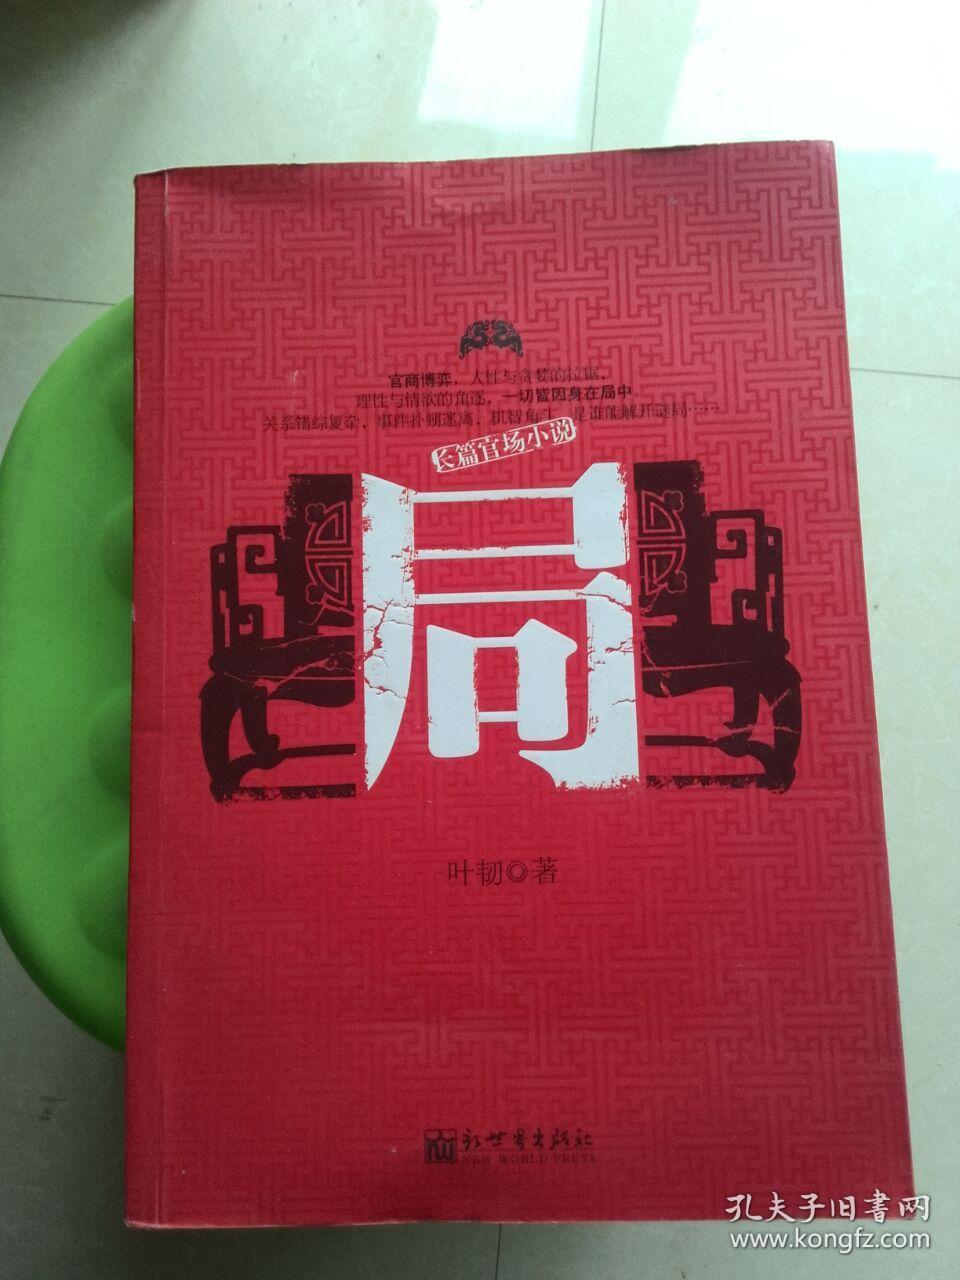 官商博弈，人性与贪婪的拉锯，
理性与情欲的角逐，一切皆因身在局中。
关系错综复杂，事件扑朔迷离，机智角斗，是谁能解开谜局……
长篇官场小说
局
叶韧◎著
新世界出版社
NEW WORLD PRESS
孔夫子旧書网
www.kongfz.com